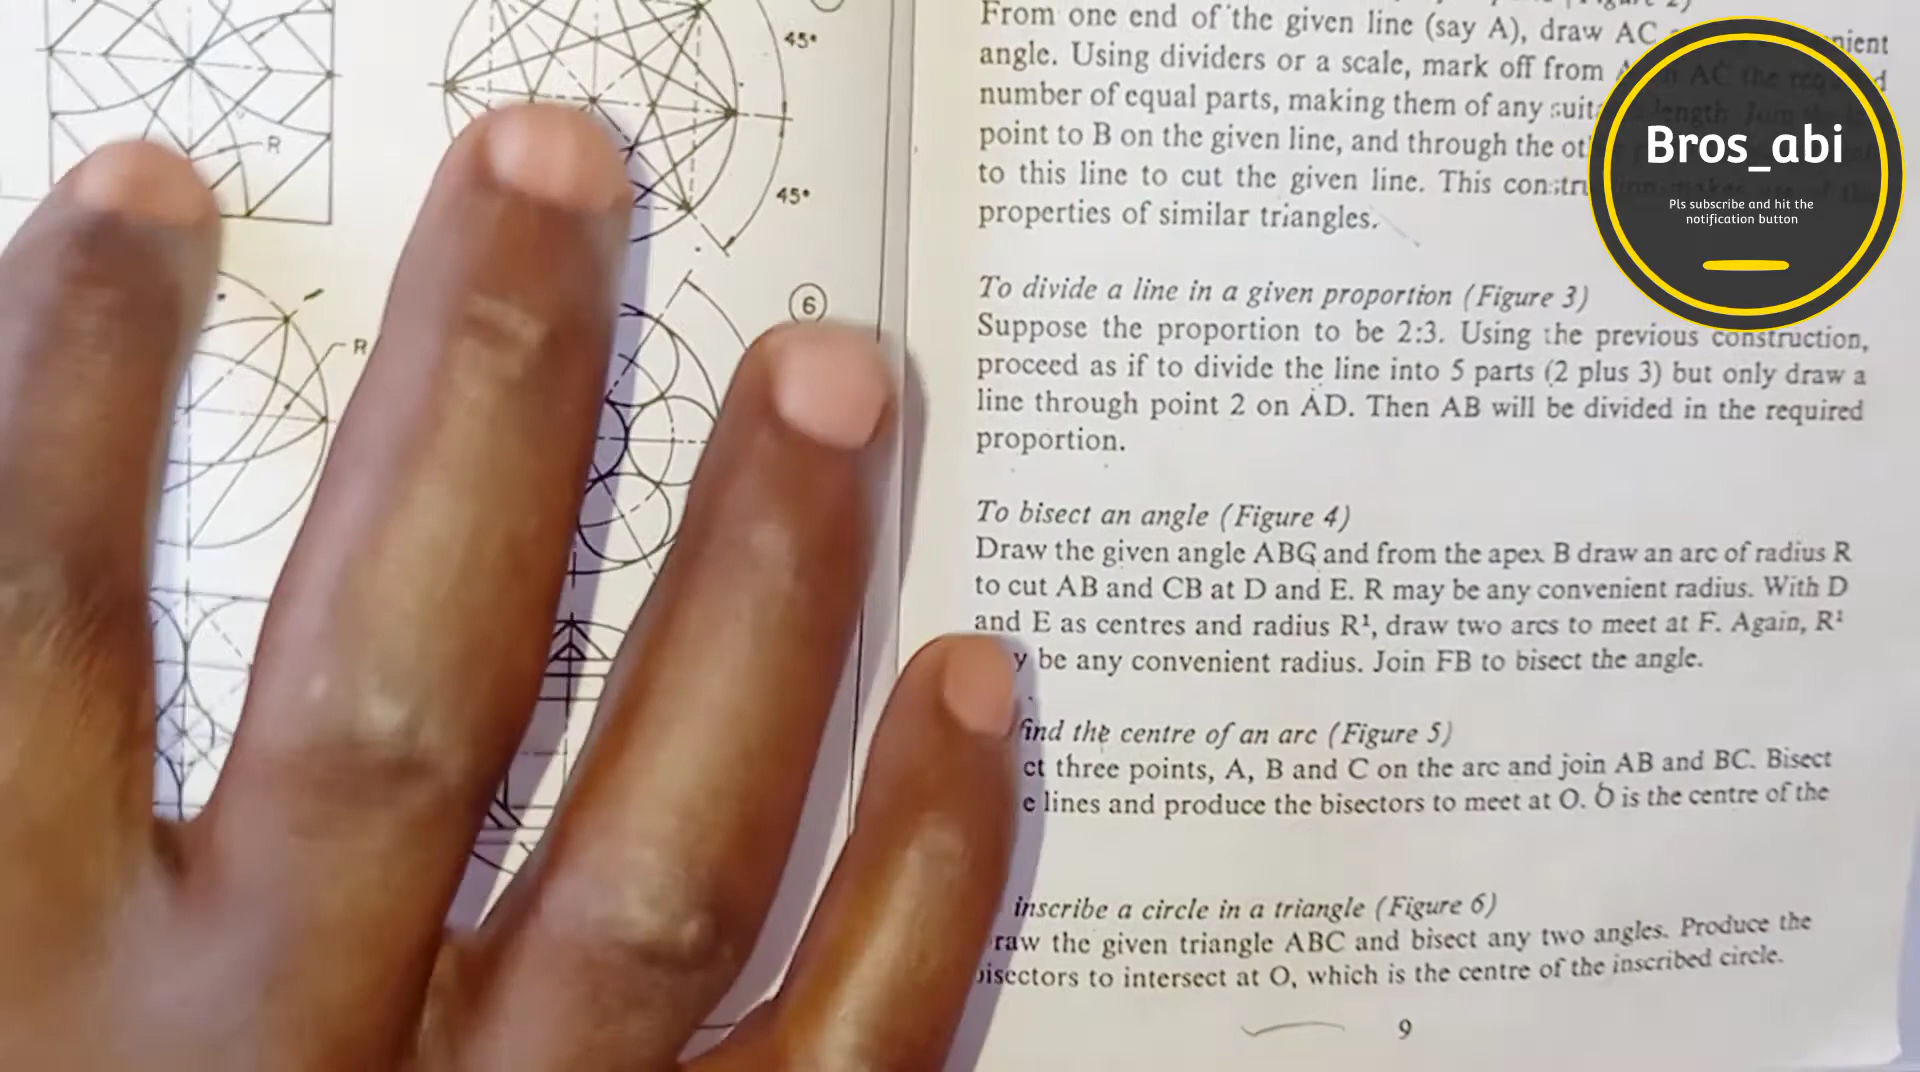 45°
R
45°
6
R
From one end of the given line (say A), draw AC
angle. Using dividers or a scale, mark off from AC the required
number of equal parts, making them of any length. Join
point to B on the given line, and through the
to this line to cut the given line. This construction makes use of the
properties of similar triangles.
To divide a line in a given proportion (Figure 3)
Suppose the proportion to be 2:3. Using the previous construction,
proceed as if to divide the line into 5 parts (2 plus 3) but only draw a
line through point 2 on AD. Then AB will be divided in the required
proportion.
To bisect an angle (Figure 4)
Draw the given angle ABC and from the apex B draw an arc of radius R
to cut AB and CB at D and E. R may be any convenient radius. With D
and E as centres and radius R¹, draw two arcs to meet at F. Again, R¹
y be any convenient radius. Join FB to bisect the angle.
find the centre of an arc (Figure 5)
ct three points, A, B and C on the arc and join AB and BC. Bisect
e lines and produce the bisectors to meet at O. O is the centre of the
inscribe a circle in a triangle (Figure 6)
raw the given triangle ABC and bisect any two angles. Produce the
bisectors to intersect at O, which is the centre of the inscribed circle.
9
Bros_abi
Pls subscribe and hit the
notification button